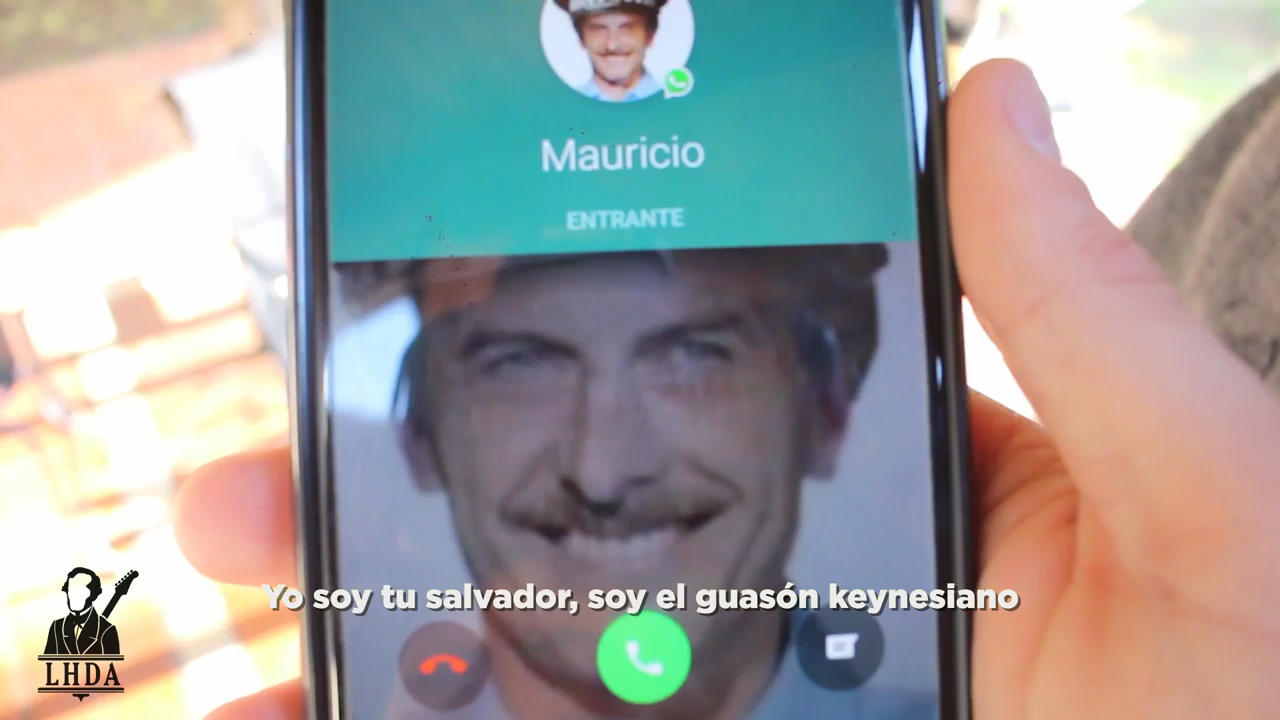 Mauricio
ENTRANTE
Yo soy tu salvador, soy el guasón keynesiano
LHDA